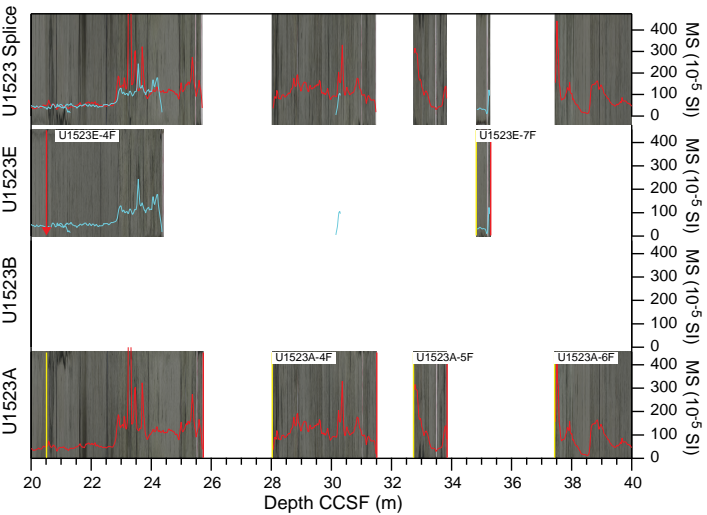 U1523 Splice
400
300
200
100
0
MS (10-5 SI)
U1523E
U1523E-4F
U1523E-7F
400
300
200
100
0
MS (10-5 SI)
U1523B
400
300
200
100
0
MS (10-5 SI)
U1523A
U1523A-4F
U1523A-5F
U1523A-6F
400
300
200
100
0
MS (10-5 SI)
20 22 24 26 28 30 32 34 36 38 40
Depth CCSF (m)